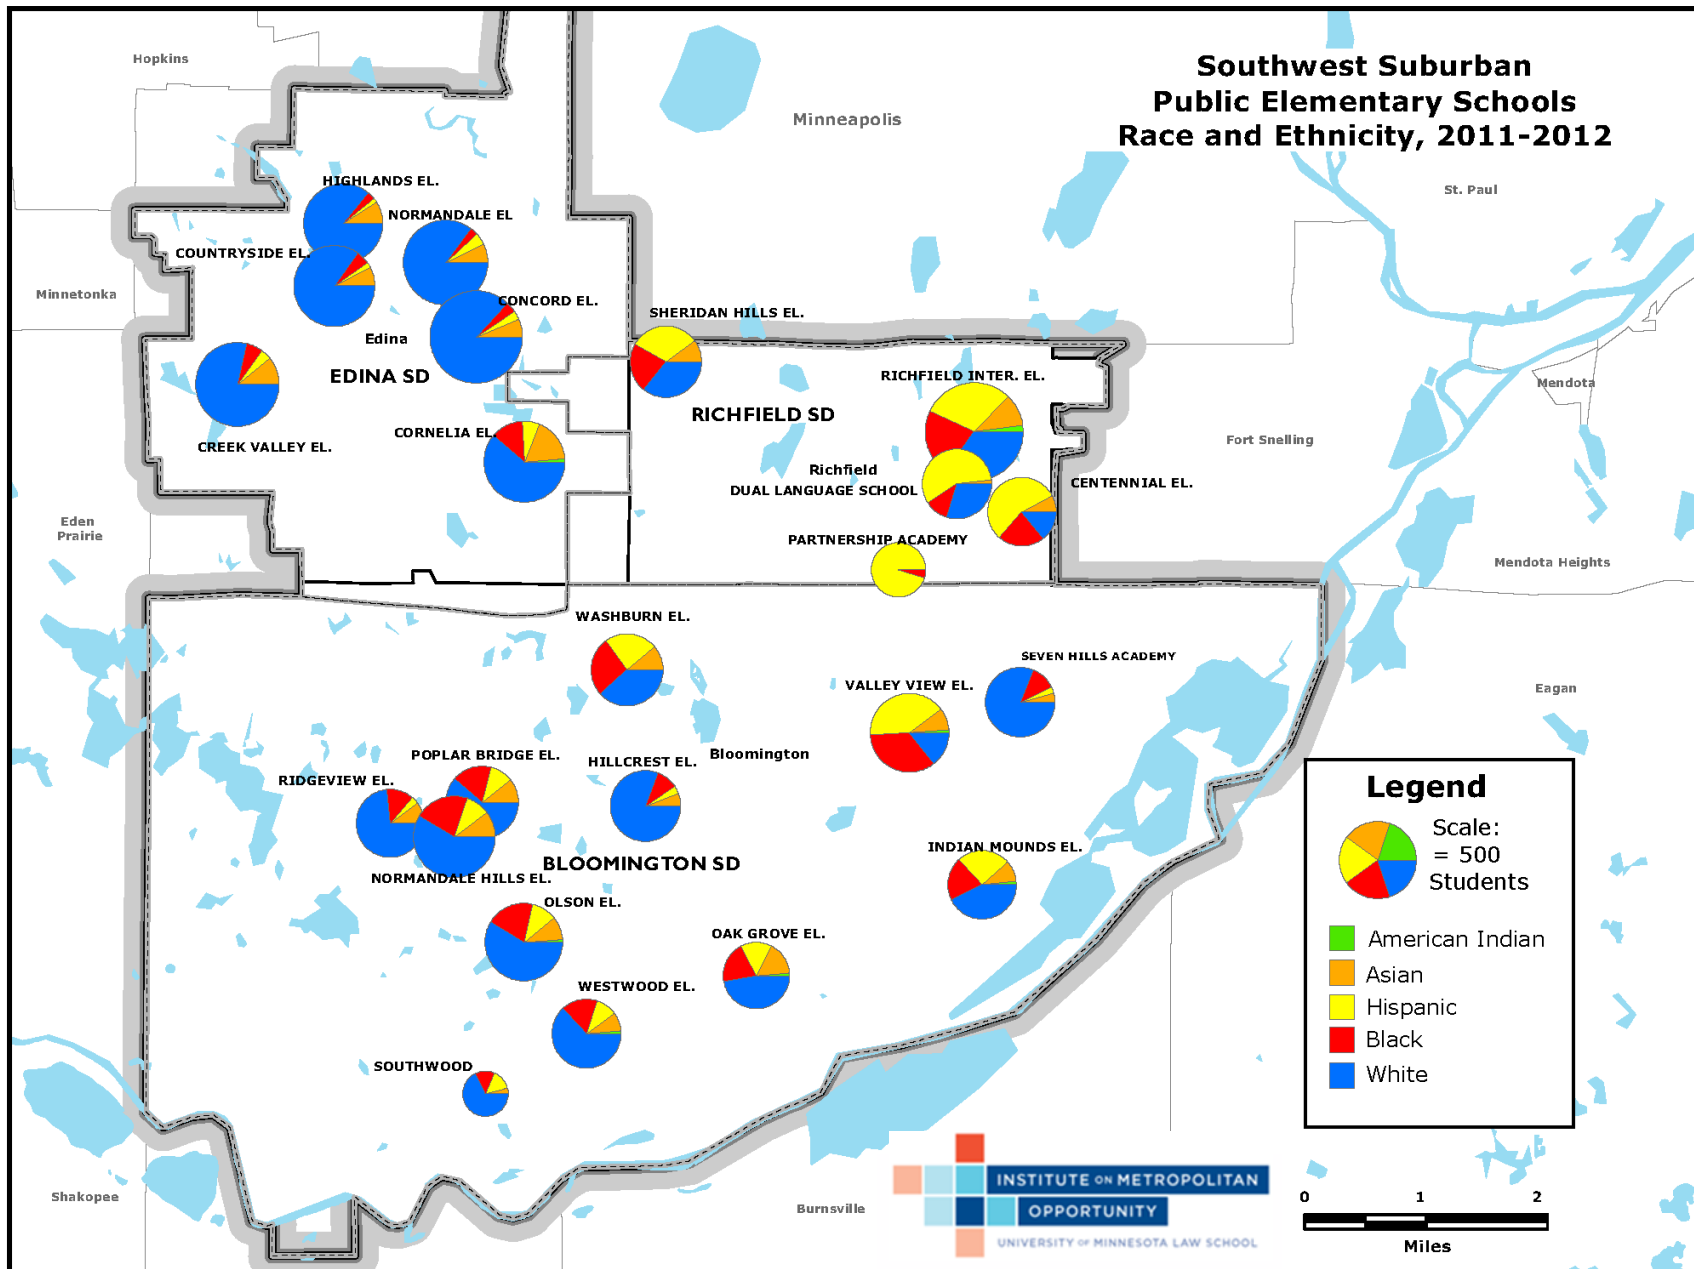 Southwest Suburban
Public Elementary Schools
Race and Ethnicity, 2011-2012
Hopkins
Minneapolis
St. Paul
HIGHLANDS EL.
NORMANDALE EL
COUNTRYSIDE EL.
Minnetonka
CONCORD EL.
SHERIDAN HILLS EL.
Edina
EDINA SD
RICHFIELD INTER. EL.
Mendota
RICHFIELD SD
CORNELIA EL.
CREEK VALLEY EL.
Fort Snelling
Richfield
DUAL LANGUAGE SCHOOL
CENTENNIAL EL.
Eden
Prairie
PARTNERSHIP ACADEMY
Mendota Heights
WASHBURN EL.
SEVEN HILLS ACADEMY
VALLEY VIEW EL.
Eagan
POPLAR BRIDGE EL.
HILLCREST EL.
Bloomington
RIDGEVIEW EL.
INDIAN MOUNDS EL.
BLOOMINGTON SD
NORMANDALE HILLS EL.
OLSON EL.
OAK GROVE EL.
WESTWOOD EL.
SOUTHWOOD
Legend
Scale:
= 500
Students
American Indian
Asian
Hispanic
Black
White
Shakopee
Burnsville
INSTITUTE ON METROPOLITAN
OPPORTUNITY
UNIVERSITY OF MINNESOTA LAW SCHOOL
0 1 2
Miles